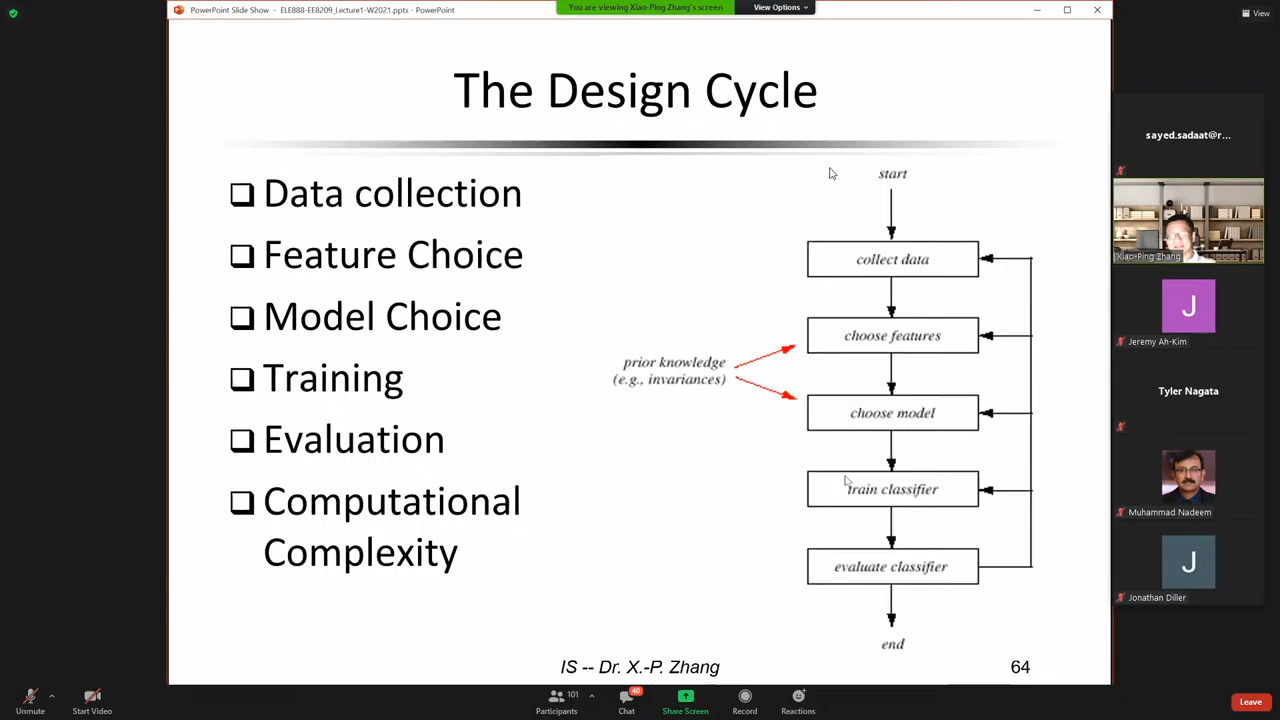 PowerPoint Slide Show - ELE888-EE8209_Lecture1-W2021.pptx - PowerPoint
You are viewing Xiao-Ping Zhang's screen
View Options
View
The Design Cycle
Data collection
Feature Choice
Model Choice
Training
Evaluation
Computational
Complexity
start
collect data
choose features
prior knowledge
(e.g., invariances)
choose model
train classifier
evaluate classifier
end
IS -- Dr. X.-P. Zhang
64
sayed.sadaat@r...
Xiao-Ping Zhang
J
Jeremy Ah-Kim
Tyler Nagata
Muhammad Nadeem
J
Jonathan Diller
Unmute
Start Video
101
Participants
40
Chat
Share Screen
Record
Reactions
Leave